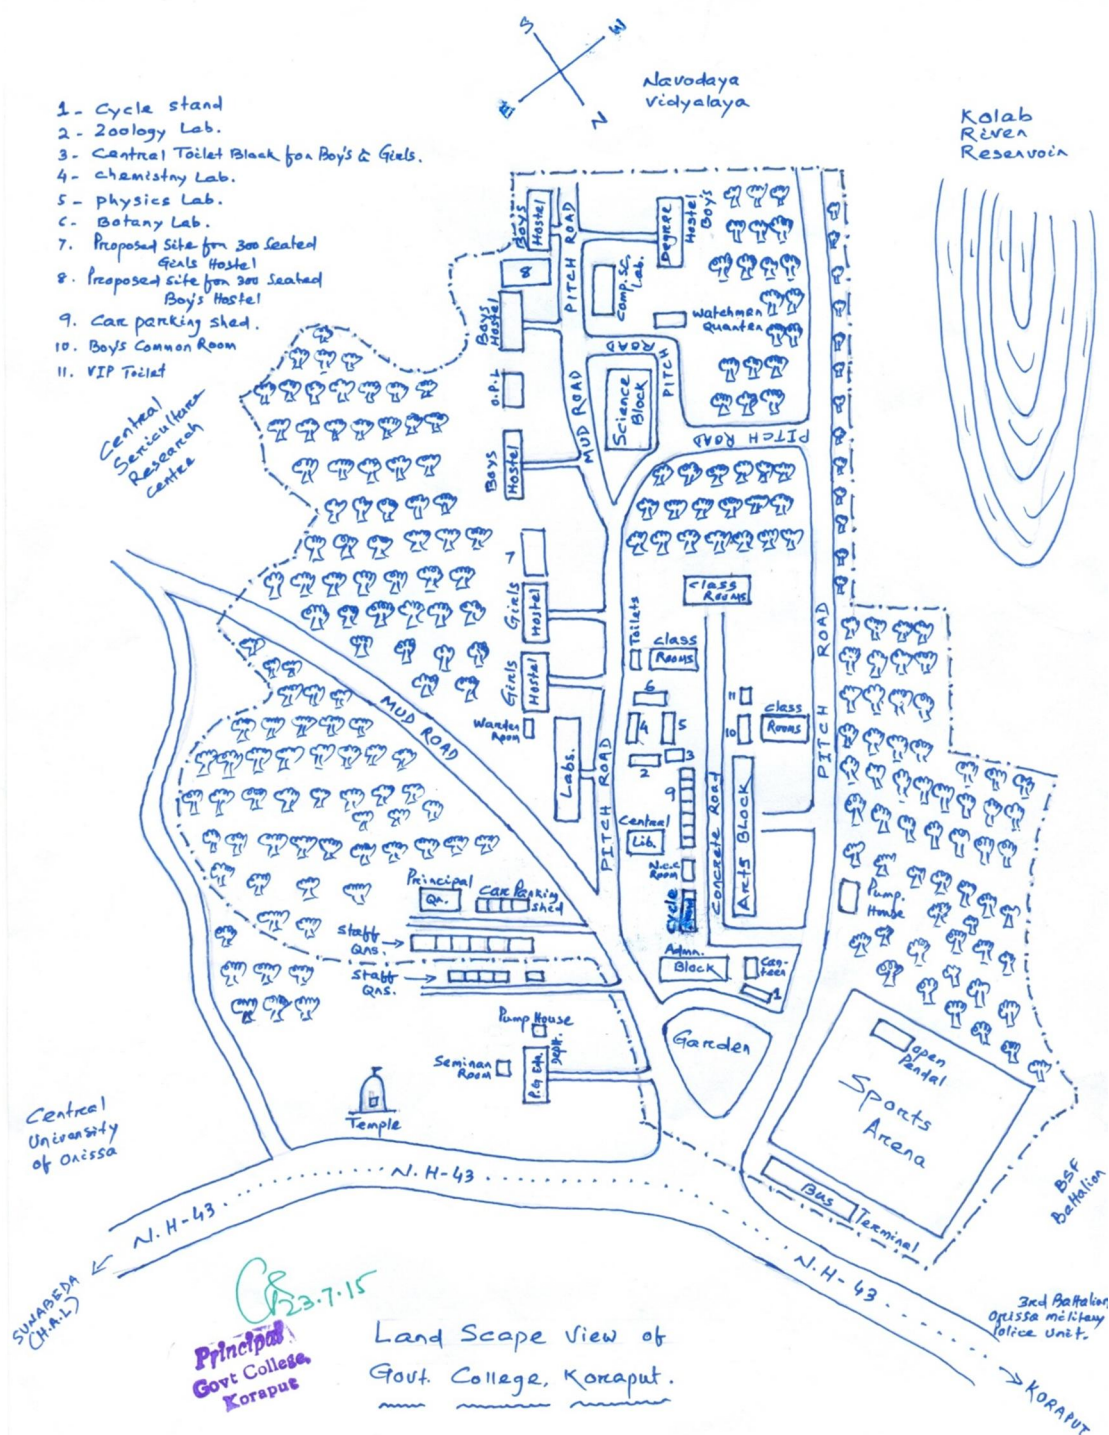 S
W
E
N
Navodaya
Vidyalaya
Kolab
River
Reservoir
1- Cycle stand
2- Zoology Lab.
3- Central Toilet Block for Boy's & Girls.
4- Chemistry Lab.
5- Physics Lab.
6- Botany Lab.
7. Proposed Site for 300 Seated
Girls Hostel
8. Proposed site for 300 Seated
Boy's Hostel
9. Car parking shed.
10. Boy's Common Room
11. VIP Toilet
Central
Sericulture
Research
Centre
Boys
Hostel
PITCH ROAD
Degree
Boy's
Hostel
8
Comp. Sc.
Lab.
Boys
Hostel
Watchman
Quarter
ROAD
PITCH
O.P.L
MUD ROAD
Science
Block
PITCH ROAD
PITCH
Boys
Hostel
7
Class
Rooms
Girls
Hostel
Toilets
Class
Rooms
PITCH ROAD
Girls
Hostel
6
11
Class
Rooms
MUD ROAD
Warden
Room
4
5
10
Labs.
3
2
9
PITCH ROAD
Central
Lib.
Concrete Road
ARTS BLOCK
N.C.C
Room
Principal
Qr.
Car Parking
shed
Cycle
Pump.
House
Staff
Qrs.
Admn.
Block
Can-
teen
Staff
Qrs.
1
Pump House
Garden
Open
Pendal
Seminar
Room
P.G Edn.
Deptt.
Sports
Arena
Temple
Central
University
of Orissa
BSF
Battalion
N.H-43
Bus
Terminal
N.H-43
N.H-43
SUNABEDA
(H.A.L)
23.7.15
Principal
Govt College,
Koraput
3rd Battalion
Orissa military
Police Unit.
KORAPUT
Land Scape View of
Govt. College, Koraput.